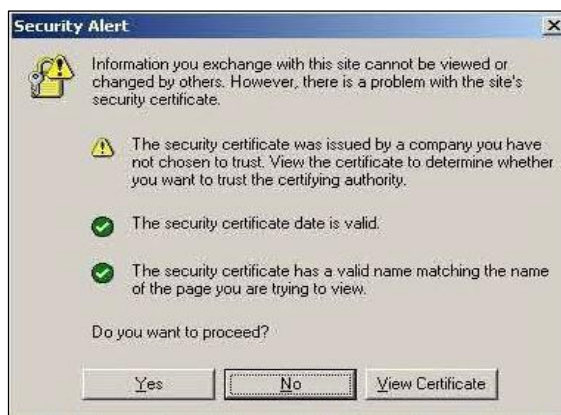 Security Alert
Information you exchange with this site cannot be viewed or
changed by others. However, there is a problem with the site's
security certificate.
The security certificate was issued by a company you have
not chosen to trust. View the certificate to determine whether
you want to trust the certifying authority.
The security certificate date is valid.
The security certificate has a valid name matching the name
of the page you are trying to view.
Do you want to proceed?
Yes No View Certificate